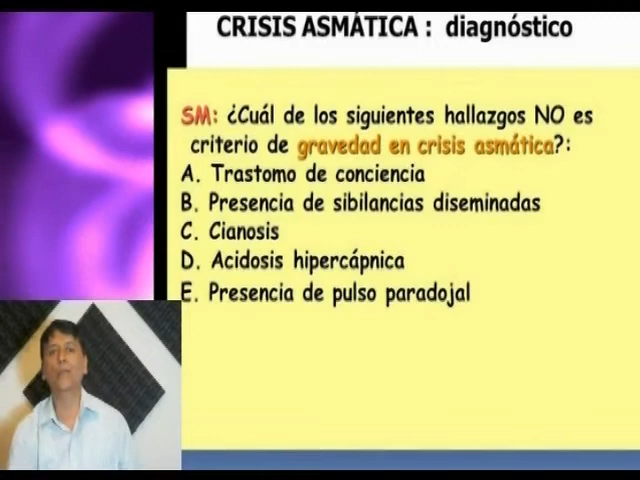 CRISIS ASMÁTICA : diagnóstico
SM: ¿Cuál de los siguientes hallazgos NO es
criterio de gravedad en crisis asmática?:
A. Trastomo de conciencia
B. Presencia de sibilancias diseminadas
C. Cianosis
D. Acidosis hipercápnica
E. Presencia de pulso paradojal